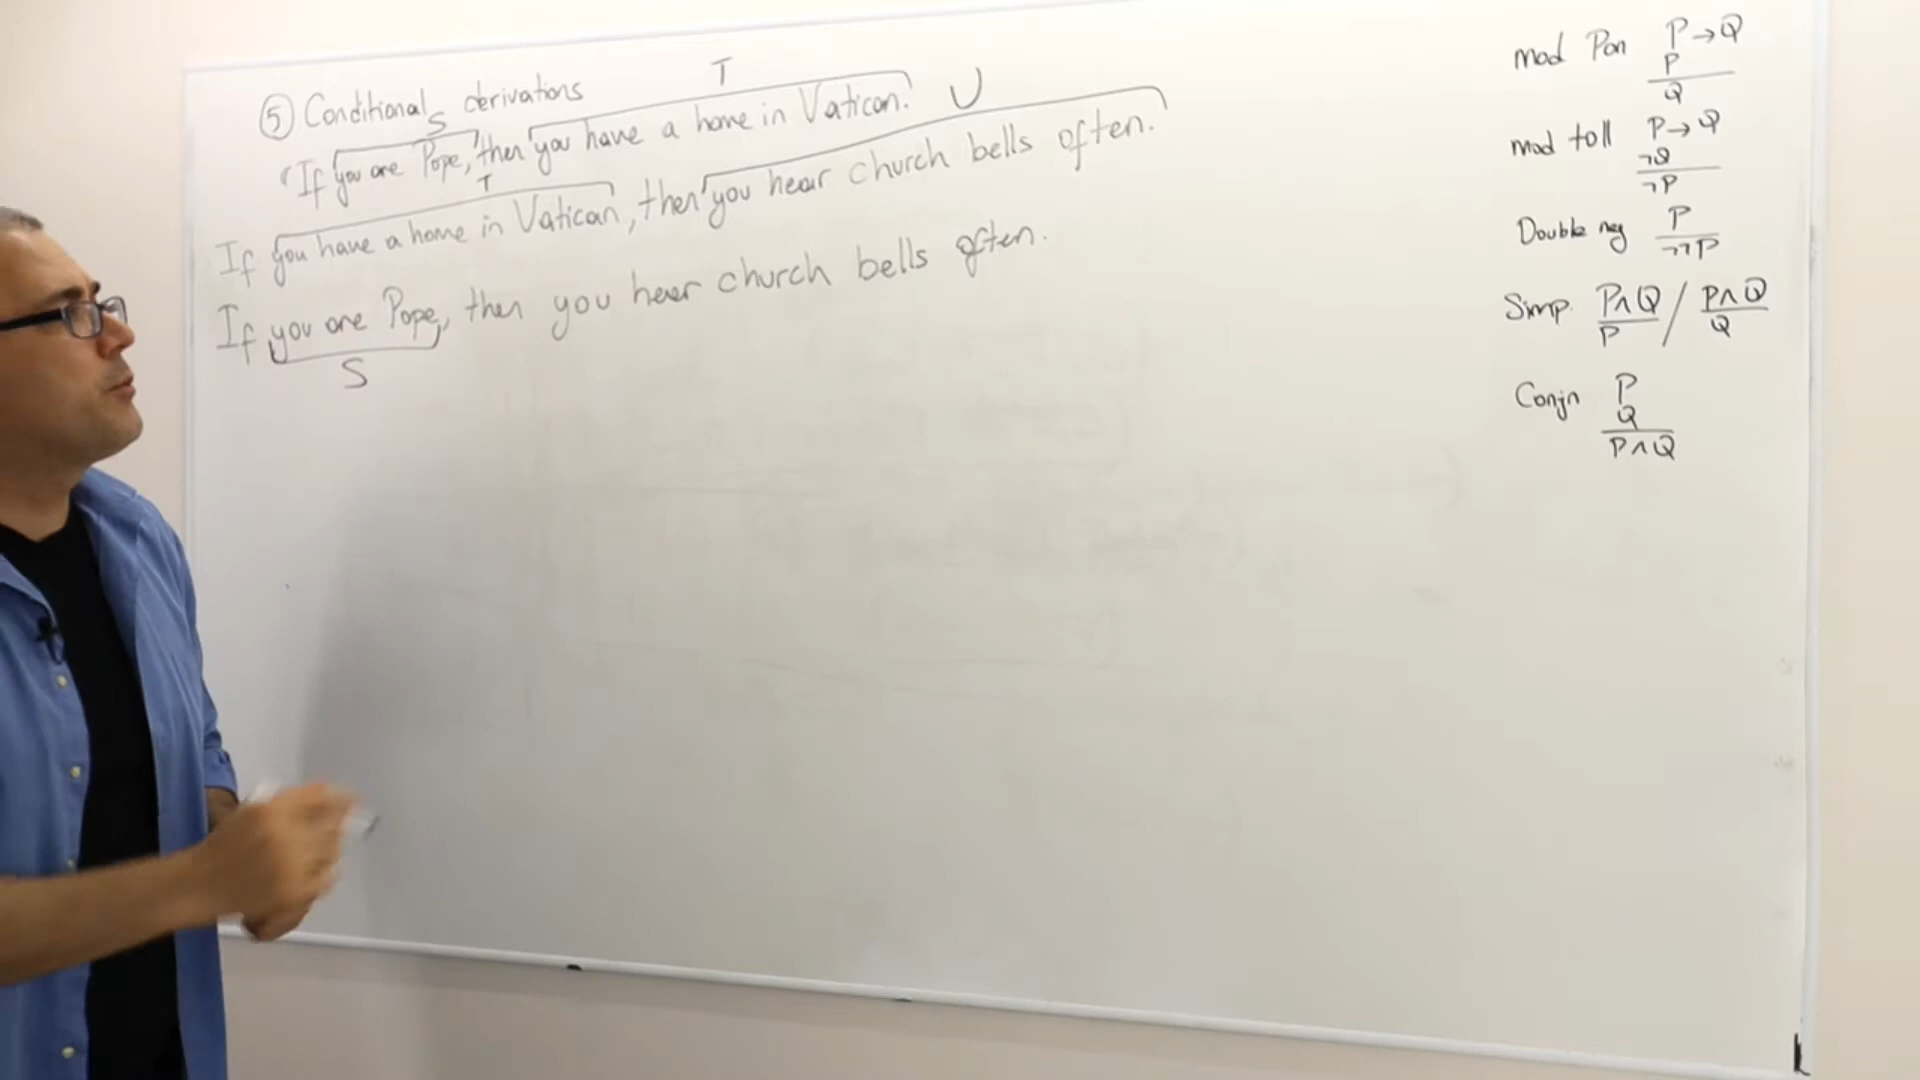 ⑤ Conditional derivations
S T
"If you are Pope, then you have a home in Vatican.
T U
If you have a home in Vatican, then you hear church bells often.
If you are Pope, then you hear church bells often.
S
mod Pon P→Q
P
Q
mod toll P→Q
¬Q
¬P
Double neg P
¬¬P
Simp. P∧Q / P∧Q
P Q
Conjn P
Q
P∧Q